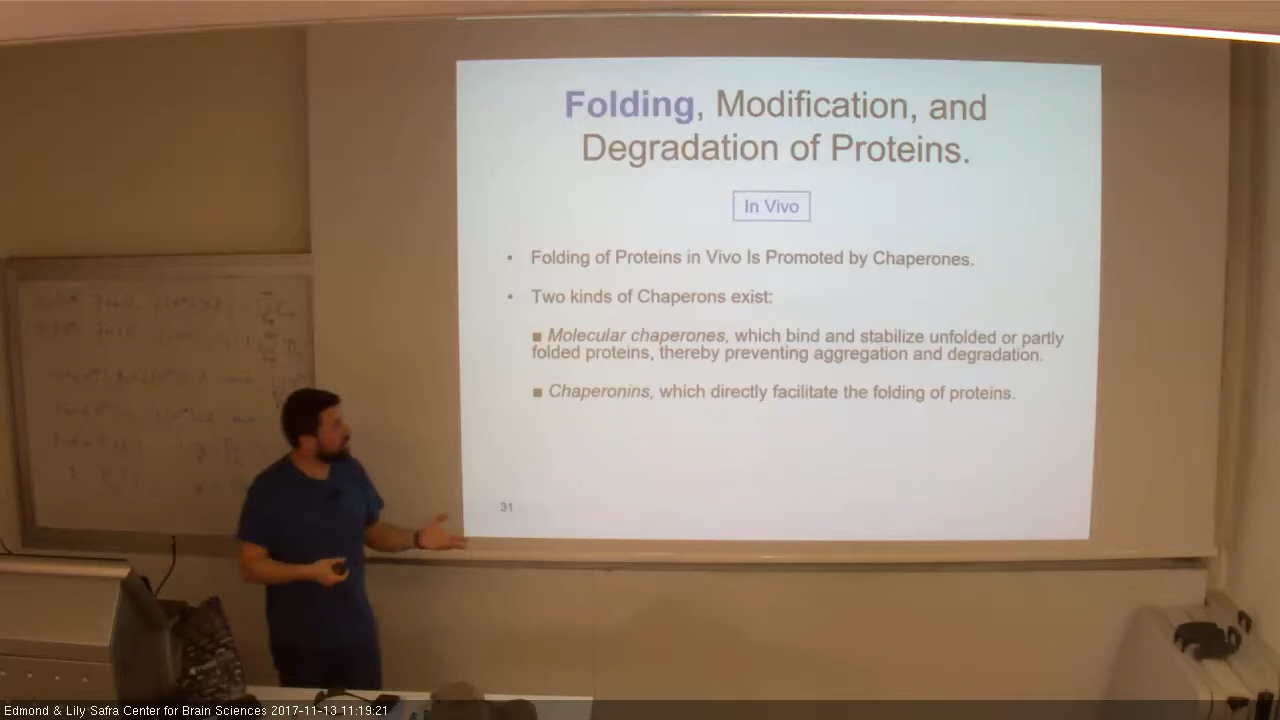 Folding, Modification, and
Degradation of Proteins.
In Vivo
• Folding of Proteins in Vivo Is Promoted by Chaperones.
• Two kinds of Chaperons exist:
■ Molecular chaperones, which bind and stabilize unfolded or partly
folded proteins, thereby preventing aggregation and degradation.
■ Chaperonins, which directly facilitate the folding of proteins.
31
Edmond & Lily Safra Center for Brain Sciences 2017-11-13 11:19:21